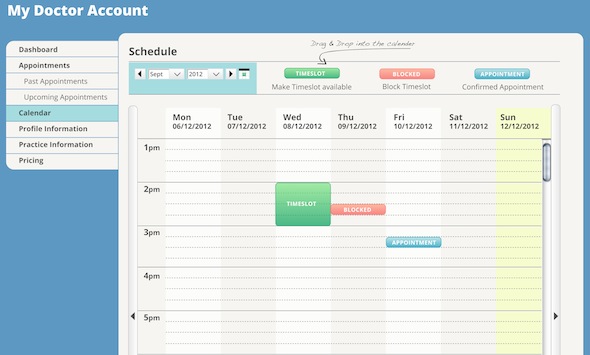 My Doctor Account
Dashboard
Appointments
Past Appointments
Upcoming Appointments
Calendar
Profile Information
Practice Information
Pricing
Schedule
Drag & Drop into the calender
Sept 2012
TIMESLOT BLOCKED APPOINTMENT
Make Timeslot available Block Timeslot Confirmed Appointment
Mon Tue Wed Thu Fri Sat Sun
06/12/2012 07/12/2012 08/12/2012 09/12/2012 10/12/2012 11/12/2012 12/12/2012
1pm
2pm
TIMESLOT
BLOCKED
3pm
APPOINTMENT
4pm
5pm